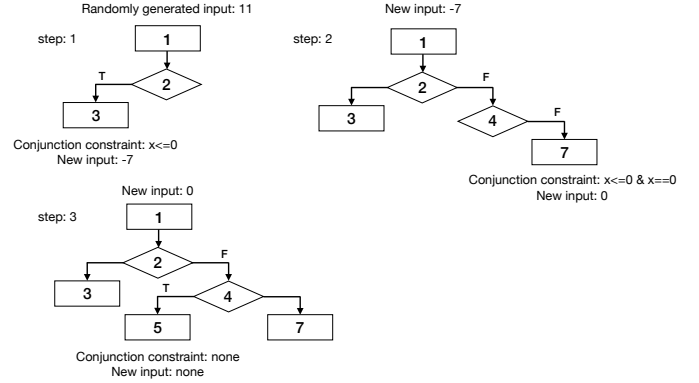 Randomly generated input: 11
step: 1
1
T
2
3
Conjunction constraint: x<=0
New input: -7
New input: -7
step: 2
1
2
F
3
4
F
7
Conjunction constraint: x<=0 & x==0
New input: 0
New input: 0
step: 3
1
2
F
3
T
4
5
7
Conjunction constraint: none
New input: none